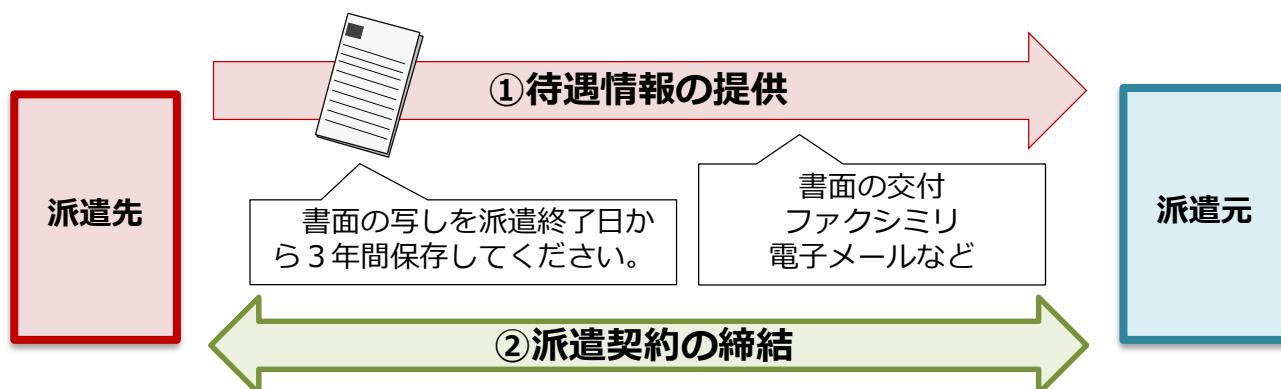 ①待遇情報の提供
派遣先
書面の写しを派遣終了日か
ら３年間保存してください。
書面の交付
ファクシミリ
電子メールなど
派遣元
②派遣契約の締結